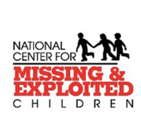 NATIONAL
CENTER FOR
MISSING &
EXPLOITED
CHILDREN